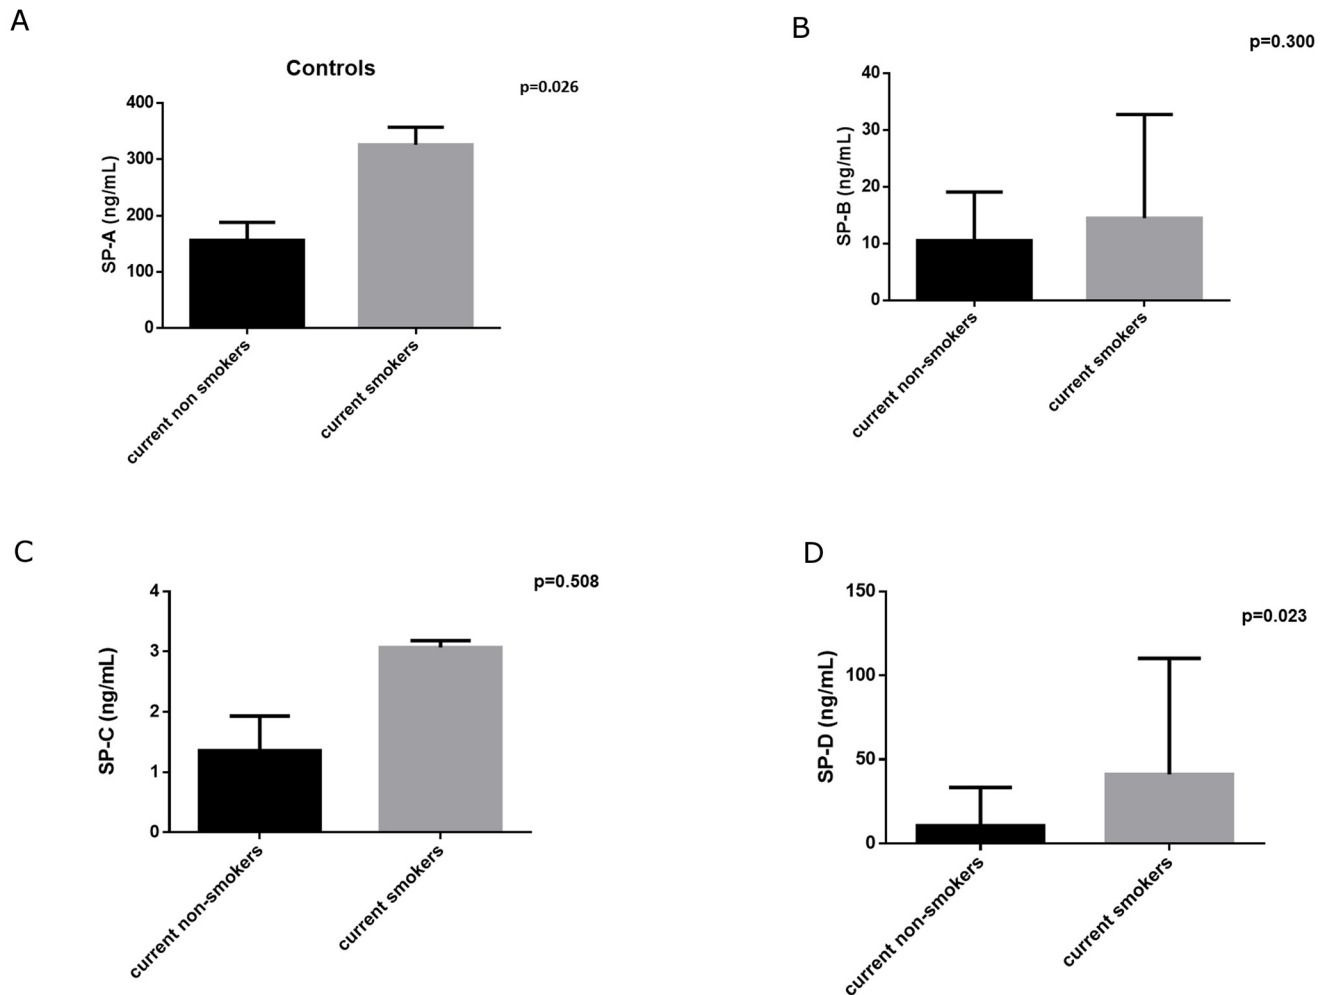 A
Controls
p=0.026
400
300
200
100
0
SP-A (ng/mL)
current non smokers
current smokers
B
p=0.300
40
30
20
10
0
SP-B (ng/mL)
current non-smokers
current smokers
C
p=0.508
4
3
2
1
0
SP-C (ng/mL)
current non-smokers
current smokers
D
p=0.023
150
100
50
0
SP-D (ng/mL)
current non-smokers
current smokers